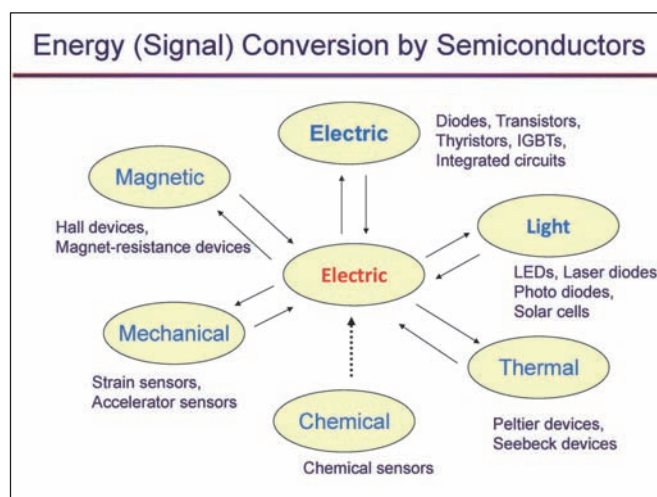 Energy (Signal) Conversion by Semiconductors
Electric
Diodes, Transistors,
Thyristors, IGBTs,
Integrated circuits
Magnetic
Hall devices,
Magnet-resistance devices
Light
LEDs, Laser diodes
Photo diodes,
Solar cells
Electric
Mechanical
Strain sensors,
Accelerator sensors
Thermal
Peltier devices,
Seebeck devices
Chemical
Chemical sensors